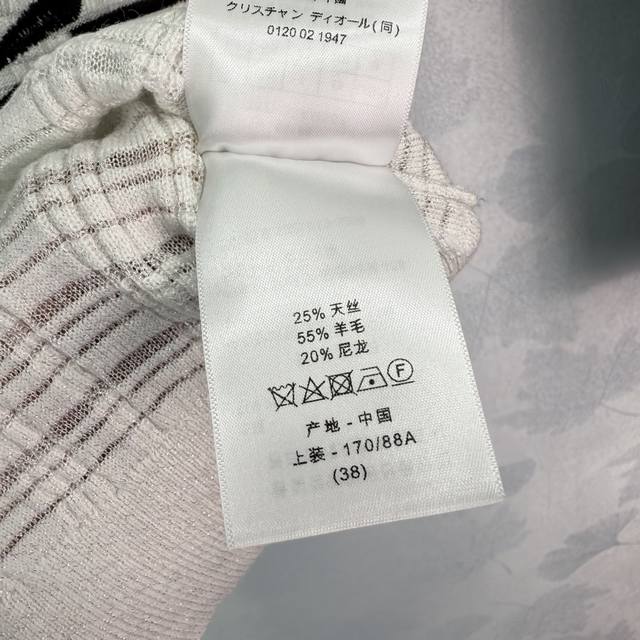 クリスチャン ディオール(同)
0120 02 1947
25% 天丝
55% 羊毛
20% 尼龙
F
产地 - 中国
上装 - 170/88A
(38)